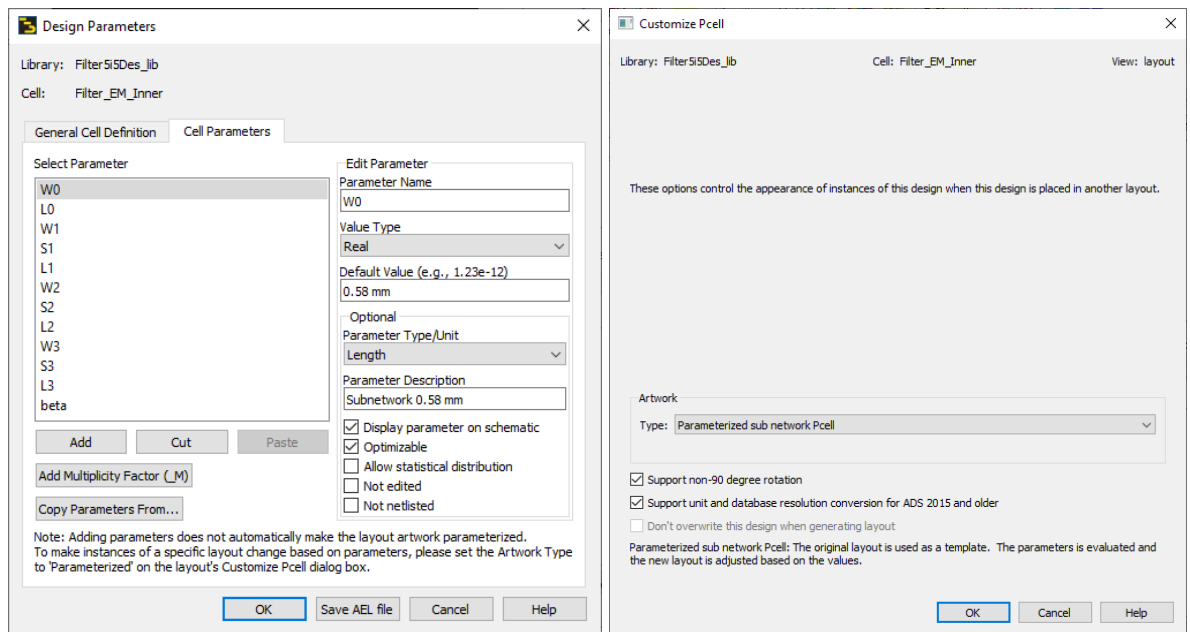 Design Parameters
Library: Filter5i5Des_lib
Cell: Filter_EM_Inner
General Cell Definition
Cell Parameters
Select Parameter
W0
L0
W1
S1
L1
W2
S2
L2
W3
S3
L3
beta
Add
Cut
Paste
Add Multiplicity Factor (_M)
Copy Parameters From...
Edit Parameter
Parameter Name
W0
Value Type
Real
Default Value (e.g., 1.23e-12)
0.58 mm
Optional
Parameter Type/Unit
Length
Parameter Description
Subnetwork 0.58 mm
Display parameter on schematic
Optimizable
Allow statistical distribution
Not edited
Not netlisted
Note: Adding parameters does not automatically make the layout artwork parameterized.
To make instances of a specific layout change based on parameters, please set the Artwork Type
to 'Parameterized' on the layout's Customize Pcell dialog box.
OK
Save AEL file
Cancel
Help
Customize Pcell
Library: Filter5i5Des_lib
Cell: Filter_EM_Inner
View: layout
These options control the appearance of instances of this design when this design is placed in another layout.
Artwork
Type: Parameterized sub network Pcell
Support non-90 degree rotation
Support unit and database resolution conversion for ADS 2015 and older
Don't overwrite this design when generating layout
Parameterized sub network Pcell: The original layout is used as a template. The parameters is evaluated and
the new layout is adjusted based on the values.
OK
Cancel
Help